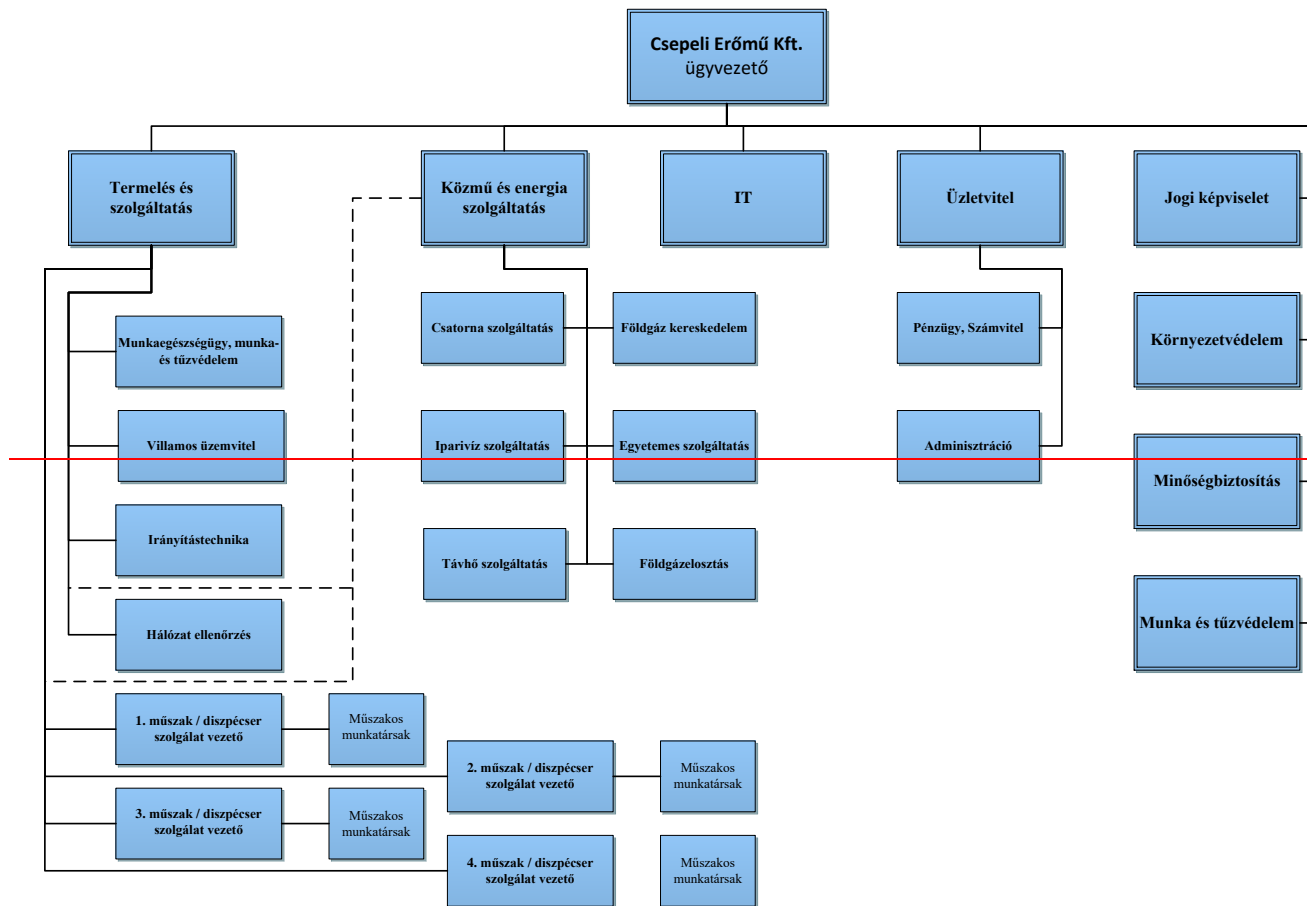 Csepeli Erőmű Kft.
ügyvezető
Termelés és
szolgáltatás
Közmű és energia
szolgáltatás
IT
Üzletvitel
Jogi képviselet
Munkaegészségügy, munka-
és tűzvédelem
Csatorna szolgáltatás
Földgáz kereskedelem
Pénzügy, Számvitel
Környezetvédelem
Villamos üzemvitel
Iparivíz szolgáltatás
Egyetemes szolgáltatás
Adminisztráció
Minőségbiztosítás
Irányítástechnika
Távhő szolgáltatás
Földgázelosztás
Hálózat ellenőrzés
Munka és tűzvédelem
1. műszak / diszpécser
szolgálat vezető
Műszakos
munkatársak
2. műszak / diszpécser
szolgálat vezető
Műszakos
munkatársak
3. műszak / diszpécser
szolgálat vezető
Műszakos
munkatársak
4. műszak / diszpécser
szolgálat vezető
Műszakos
munkatársak